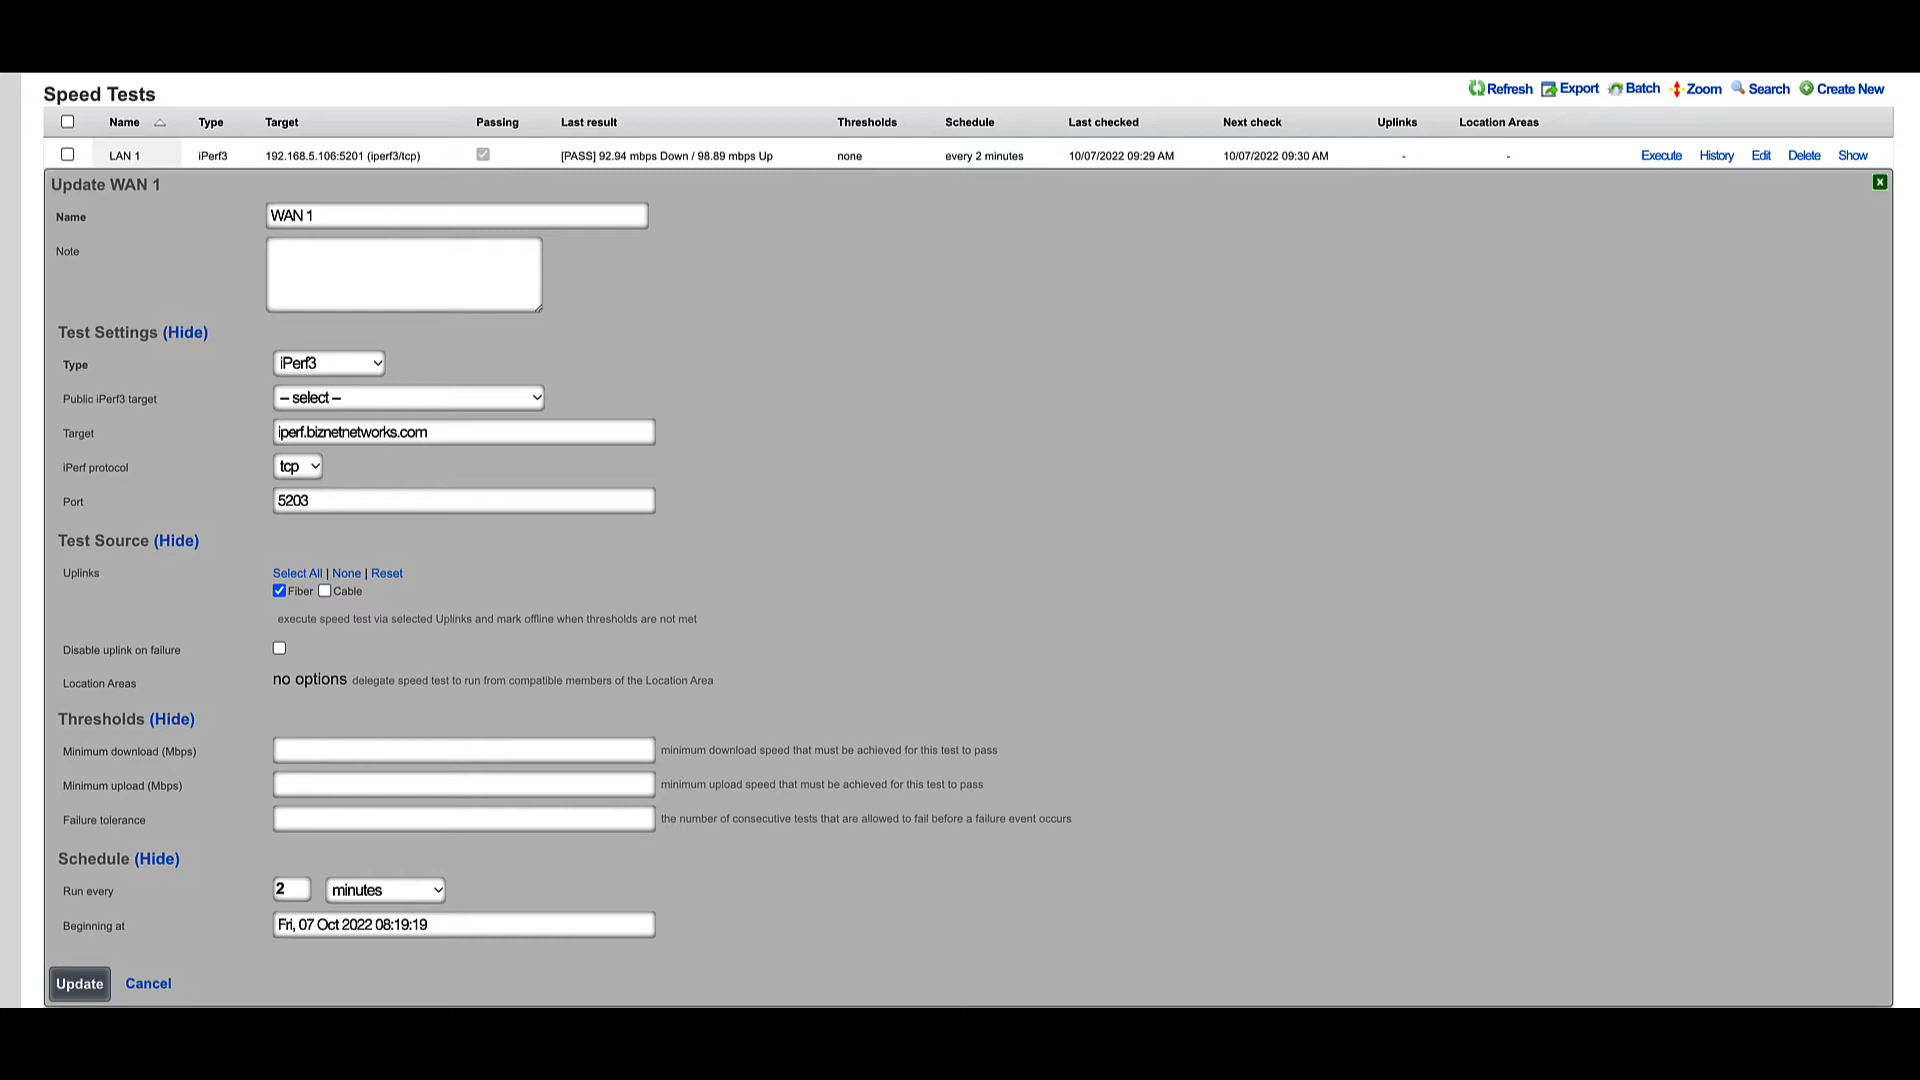 Speed Tests
Refresh Export Batch Zoom Search Create New
Name Type Target Passing Last result Thresholds Schedule Last checked Next check Uplinks Location Areas
LAN 1 iPerf3 192.168.5.106:5201 (iperf3/tcp) [PASS] 92.94 mbps Down / 98.89 mbps Up none every 2 minutes 10/07/2022 09:29 AM 10/07/2022 09:30 AM - - Execute History Edit Delete Show
Update WAN 1
x
Name WAN 1
Note
Test Settings (Hide)
Type iPerf3
Public iPerf3 target -- select --
Target iperf.biznetnetworks.com
iPerf protocol tcp
Port 5203
Test Source (Hide)
Uplinks Select All | None | Reset
Fiber Cable
execute speed test via selected Uplinks and mark offline when thresholds are not met
Disable uplink on failure
Location Areas no options delegate speed test to run from compatible members of the Location Area
Thresholds (Hide)
Minimum download (Mbps) minimum download speed that must be achieved for this test to pass
Minimum upload (Mbps) minimum upload speed that must be achieved for this test to pass
Failure tolerance the number of consecutive tests that are allowed to fail before a failure event occurs
Schedule (Hide)
Run every 2 minutes
Beginning at Fri, 07 Oct 2022 08:19:19
Update Cancel